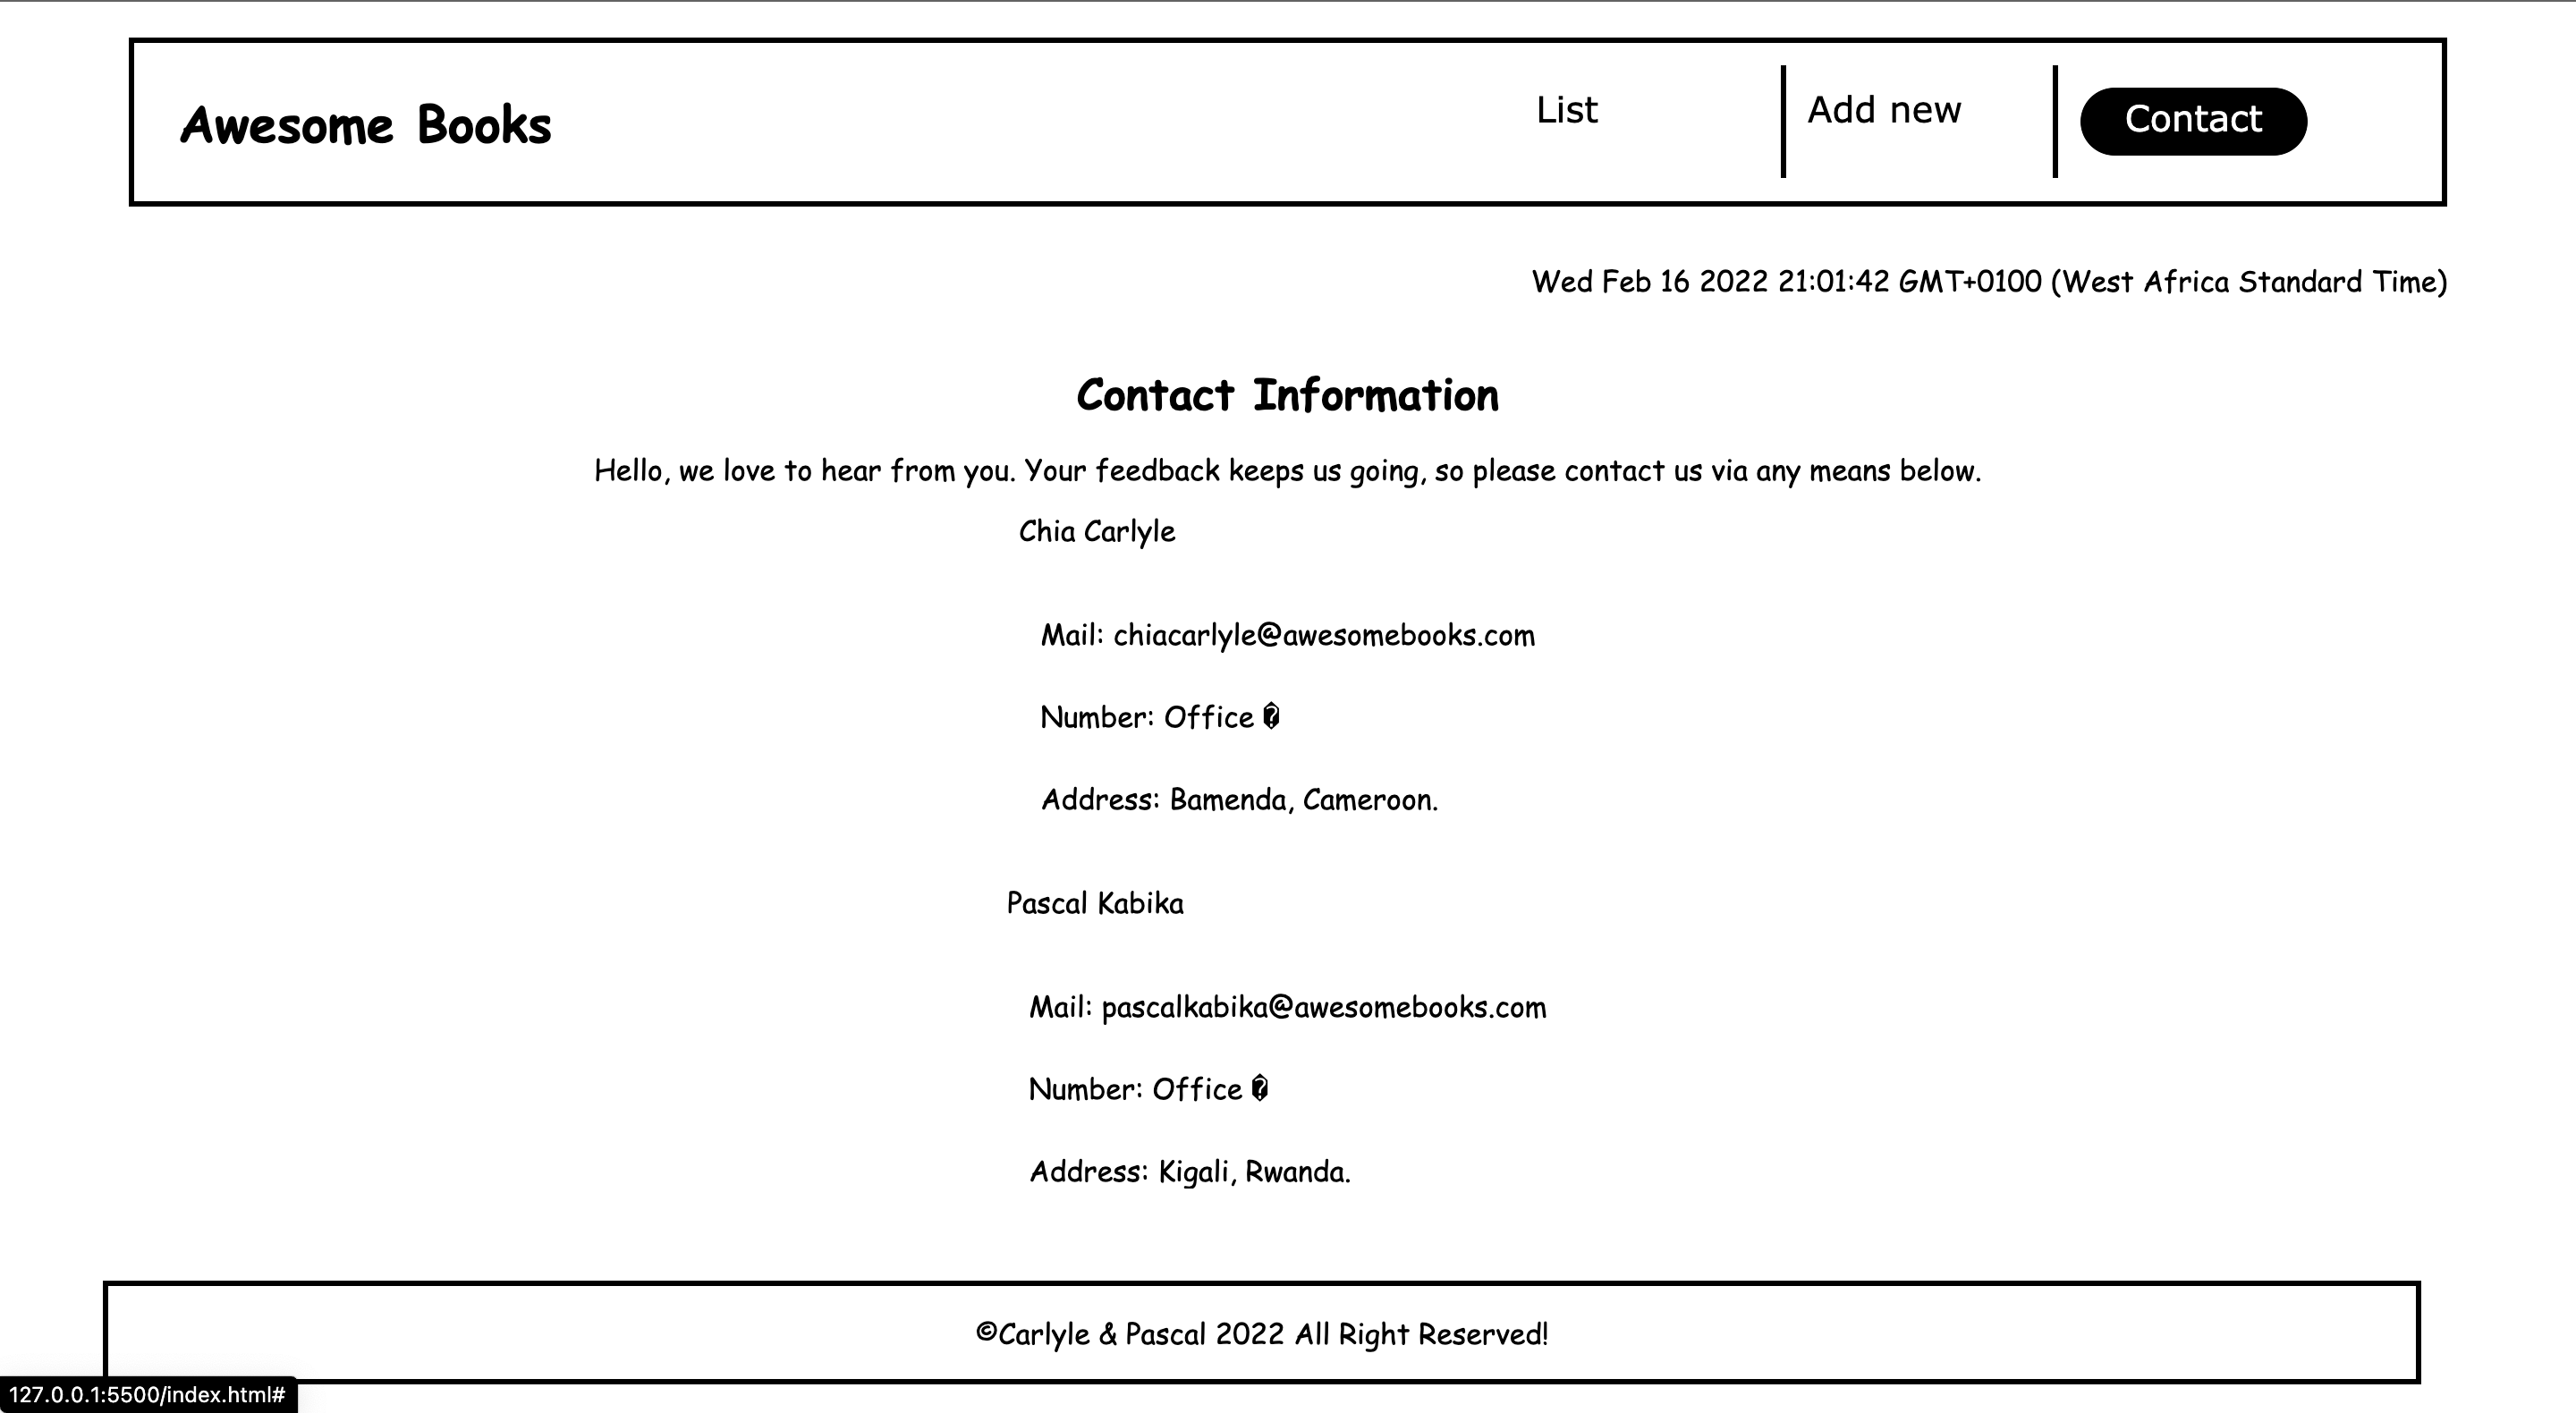 Awesome Books
List
Add new
Contact
Wed Feb 16 2022 21:01:42 GMT+0100 (West Africa Standard Time)
Contact Information
Hello, we love to hear from you. Your feedback keeps us going, so please contact us via any means below.
Chia Carlyle
Mail: chiacarlyle@awesomebooks.com
Number: Office �
Address: Bamenda, Cameroon.
Pascal Kabika
Mail: pascalkabika@awesomebooks.com
Number: Office �
Address: Kigali, Rwanda.
©Carlyle & Pascal 2022 All Right Reserved!
127.0.0.1:5500/index.html#